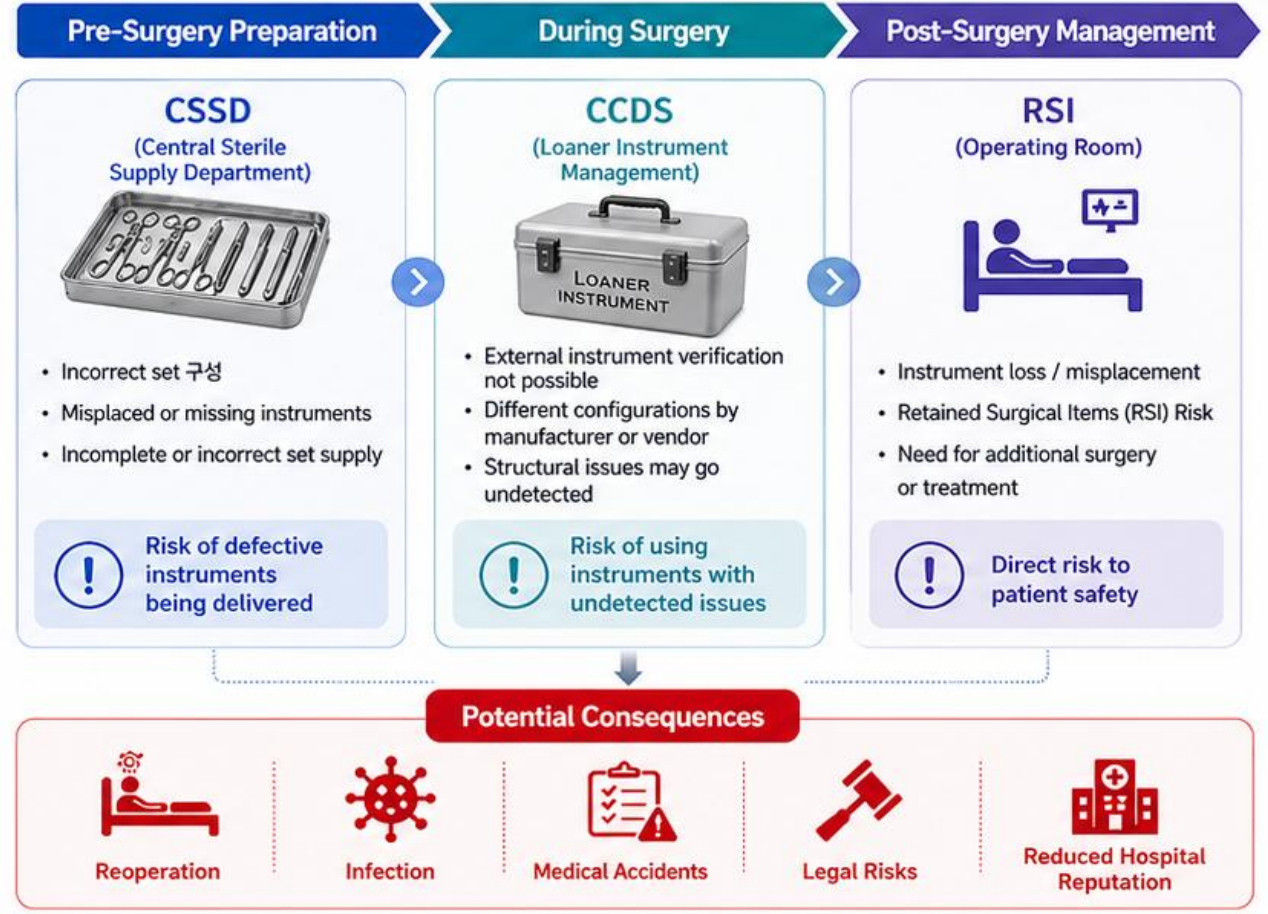 Pre-Surgery Preparation
During Surgery
Post-Surgery Management
CSSD
(Central Sterile
Supply Department)
• Incorrect set 구성
• Misplaced or missing instruments
• Incomplete or incorrect set supply
! Risk of defective
instruments
being delivered
CCDS
(Loaner Instrument
Management)
LOANER
INSTRUMENT
• External instrument verification
not possible
• Different configurations by
manufacturer or vendor
• Structural issues may go
undetected
! Risk of using
instruments with
undetected issues
RSI
(Operating Room)
• Instrument loss / misplacement
• Retained Surgical Items (RSI) Risk
• Need for additional surgery
or treatment
! Direct risk to
patient safety
Potential Consequences
Reoperation
Infection
Medical Accidents
Legal Risks
Reduced Hospital
Reputation